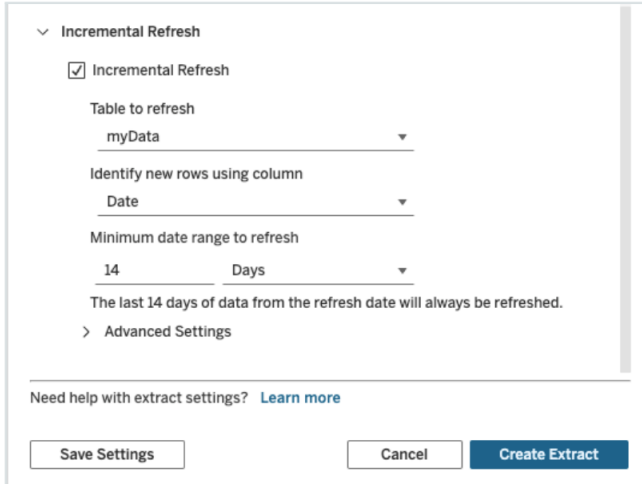 Incremental Refresh
Incremental Refresh
Table to refresh
myData
Identify new rows using column
Date
Minimum date range to refresh
14 Days
The last 14 days of data from the refresh date will always be refreshed.
Advanced Settings
Need help with extract settings? Learn more
Save Settings Cancel Create Extract